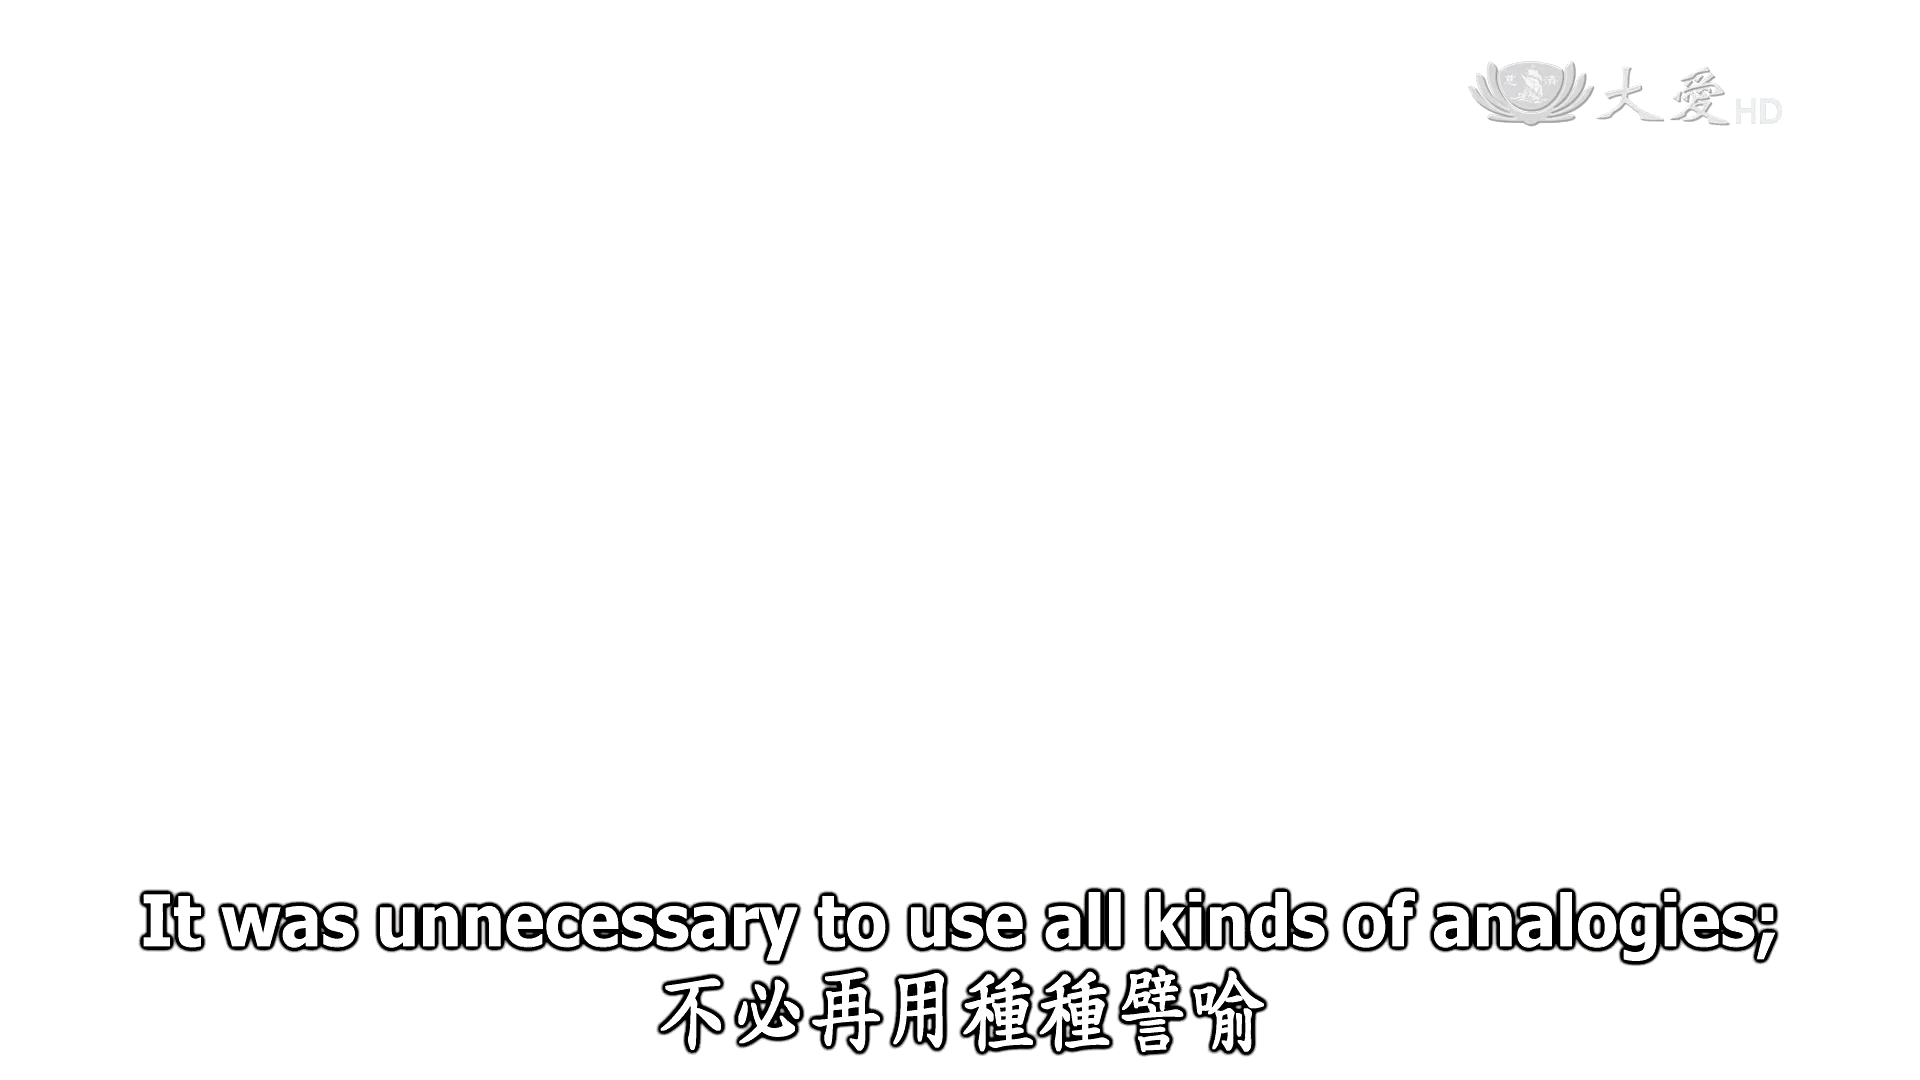 大愛HD
It was unnecessary to use all kinds of analogies;
不必再用種種譬喻